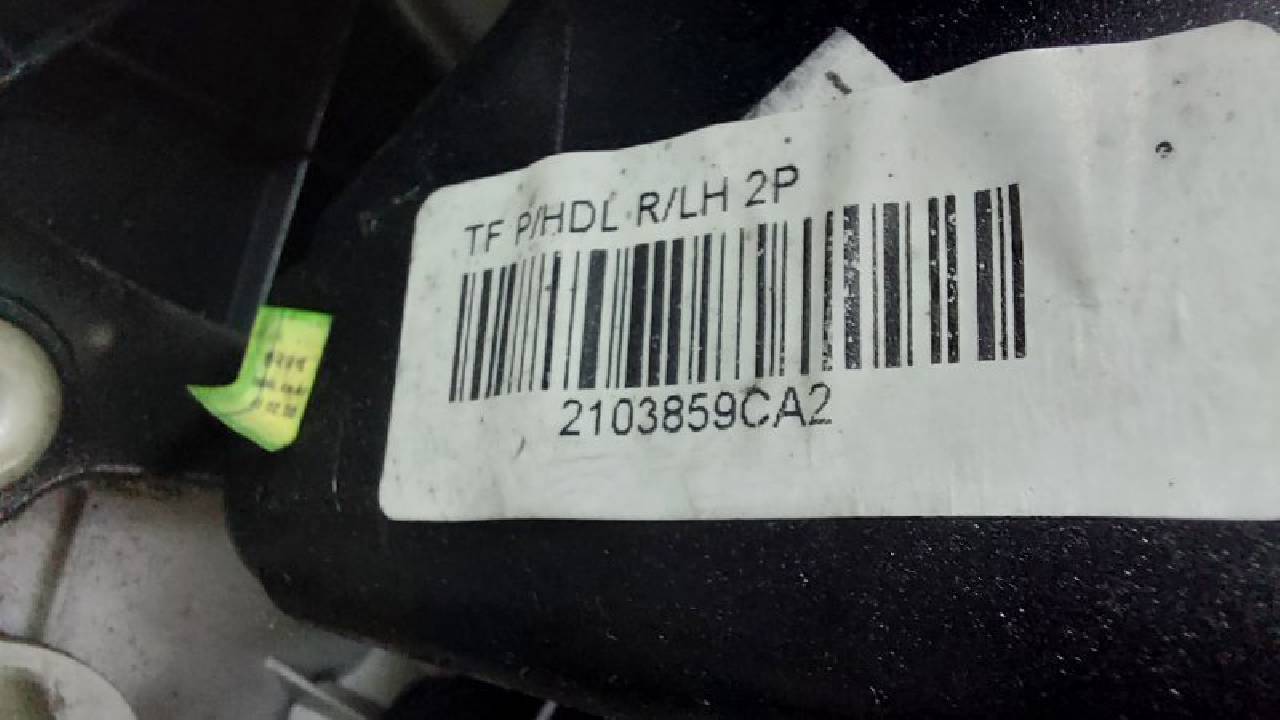 TF P/HDL R/LH 2P
2103859CA2